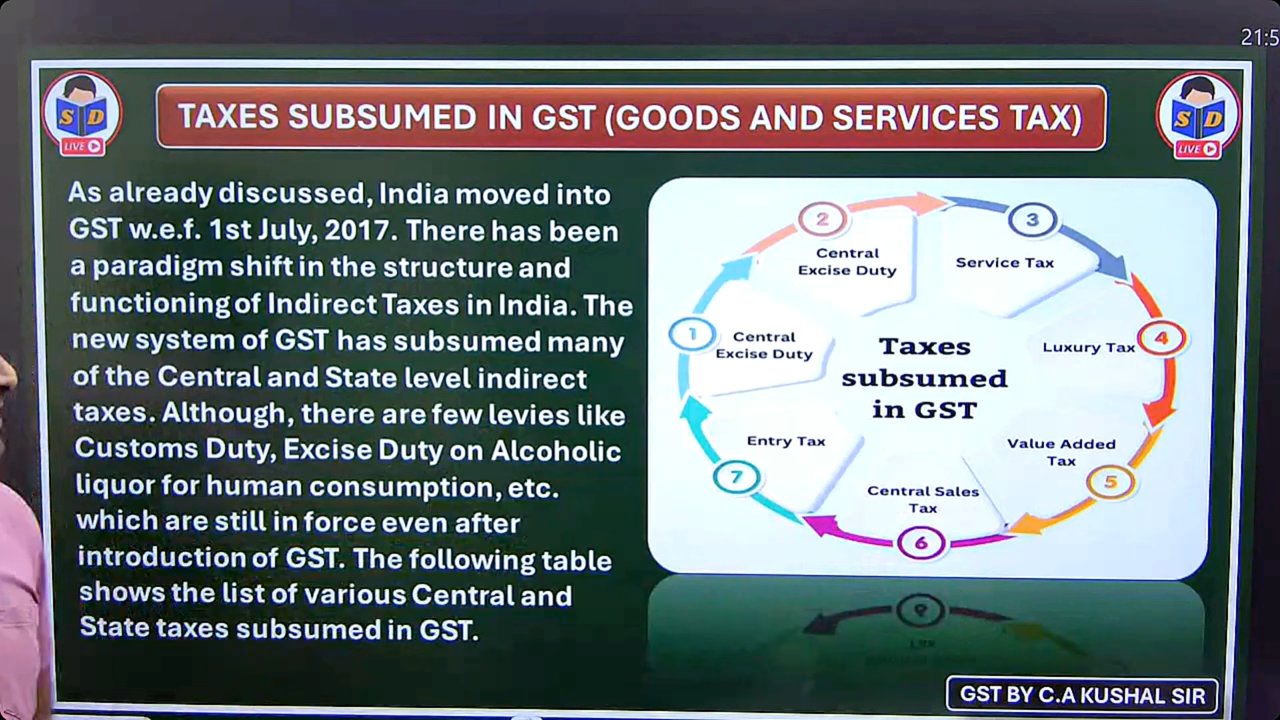 21:5
TAXES SUBSUMED IN GST (GOODS AND SERVICES TAX)
S D
LIVE
S D
LIVE
As already discussed, India moved into
GST w.e.f. 1st July, 2017. There has been
a paradigm shift in the structure and
functioning of Indirect Taxes in India. The
new system of GST has subsumed many
of the Central and State level indirect
taxes. Although, there are few levies like
Customs Duty, Excise Duty on Alcoholic
liquor for human consumption, etc.
which are still in force even after
introduction of GST. The following table
shows the list of various Central and
State taxes subsumed in GST.
Taxes
subsumed
in GST
1
Central
Excise Duty
2
Central
Excise Duty
3
Service Tax
4
Luxury Tax
5
Value Added
Tax
6
Central Sales
Tax
7
Entry Tax
GST BY C.A KUSHAL SIR